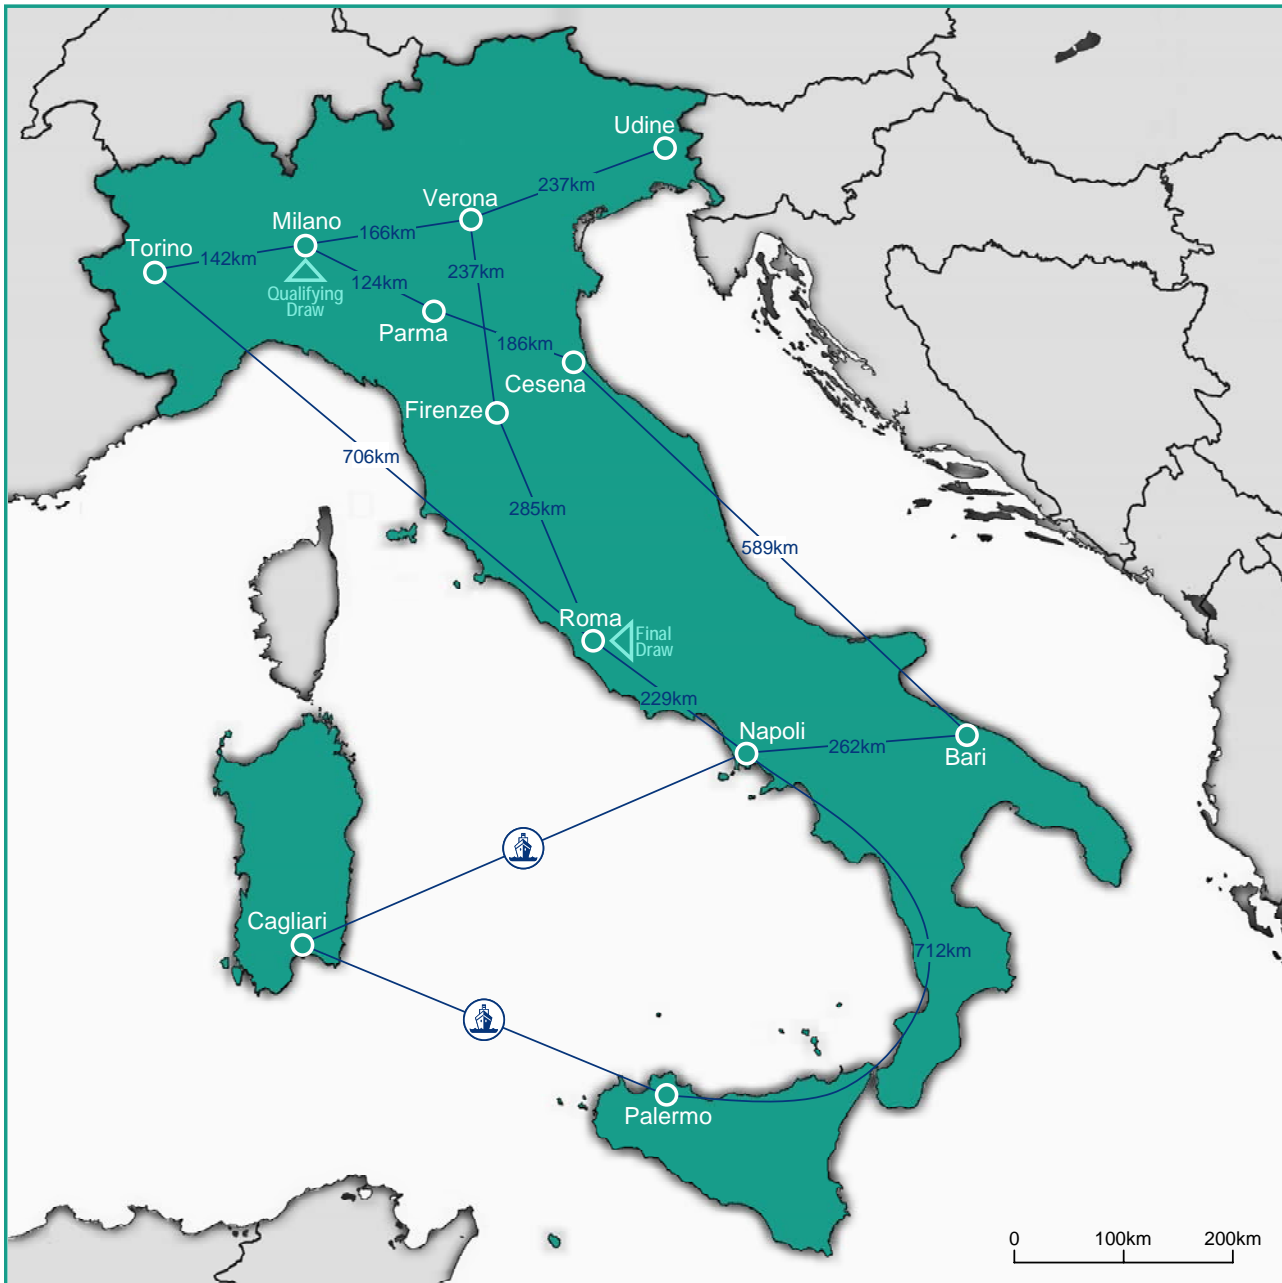 Udine
237km
Verona
Milano
166km
Torino
142km
237km
124km
Qualifying
Draw
Parma
186km
Cesena
Firenze
706km
285km
589km
Roma
Final
Draw
229km
Napoli
262km
Bari
Cagliari
712km
Palermo
0 100km 200km